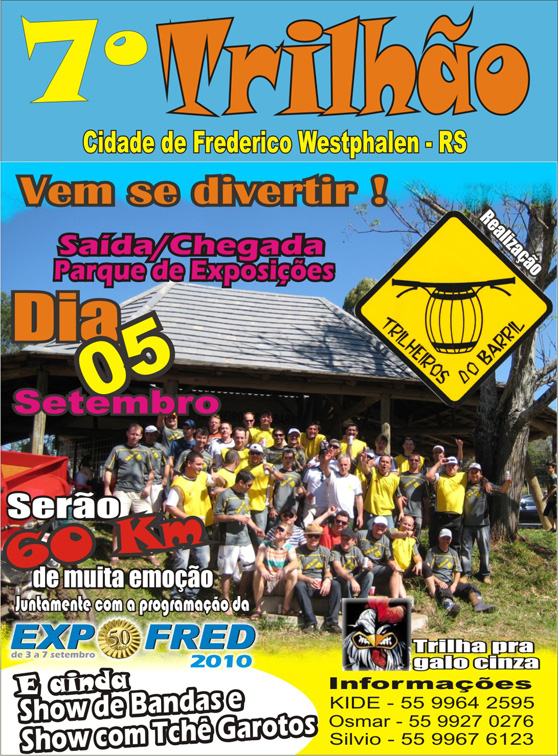 7º Trilhão
Cidade de Frederico Westphalen - RS
Vem se divertir !
Saída/Chegada
Parque de Exposições
Realização
TRILHEIROS DO BARRIL
Dia
05
Setembro
Serão
60 Km
de muita emoção
Juntamente com a programação da
EXPOFRED
50
de 3 a 7 setembro
2010
Trilha pra
galo cinza
E ainda
Show de Bandas e
Show com Tchê Garotos
Informações
KIDE - 55 9964 2595
Osmar - 55 9927 0276
Silvio - 55 9967 6123